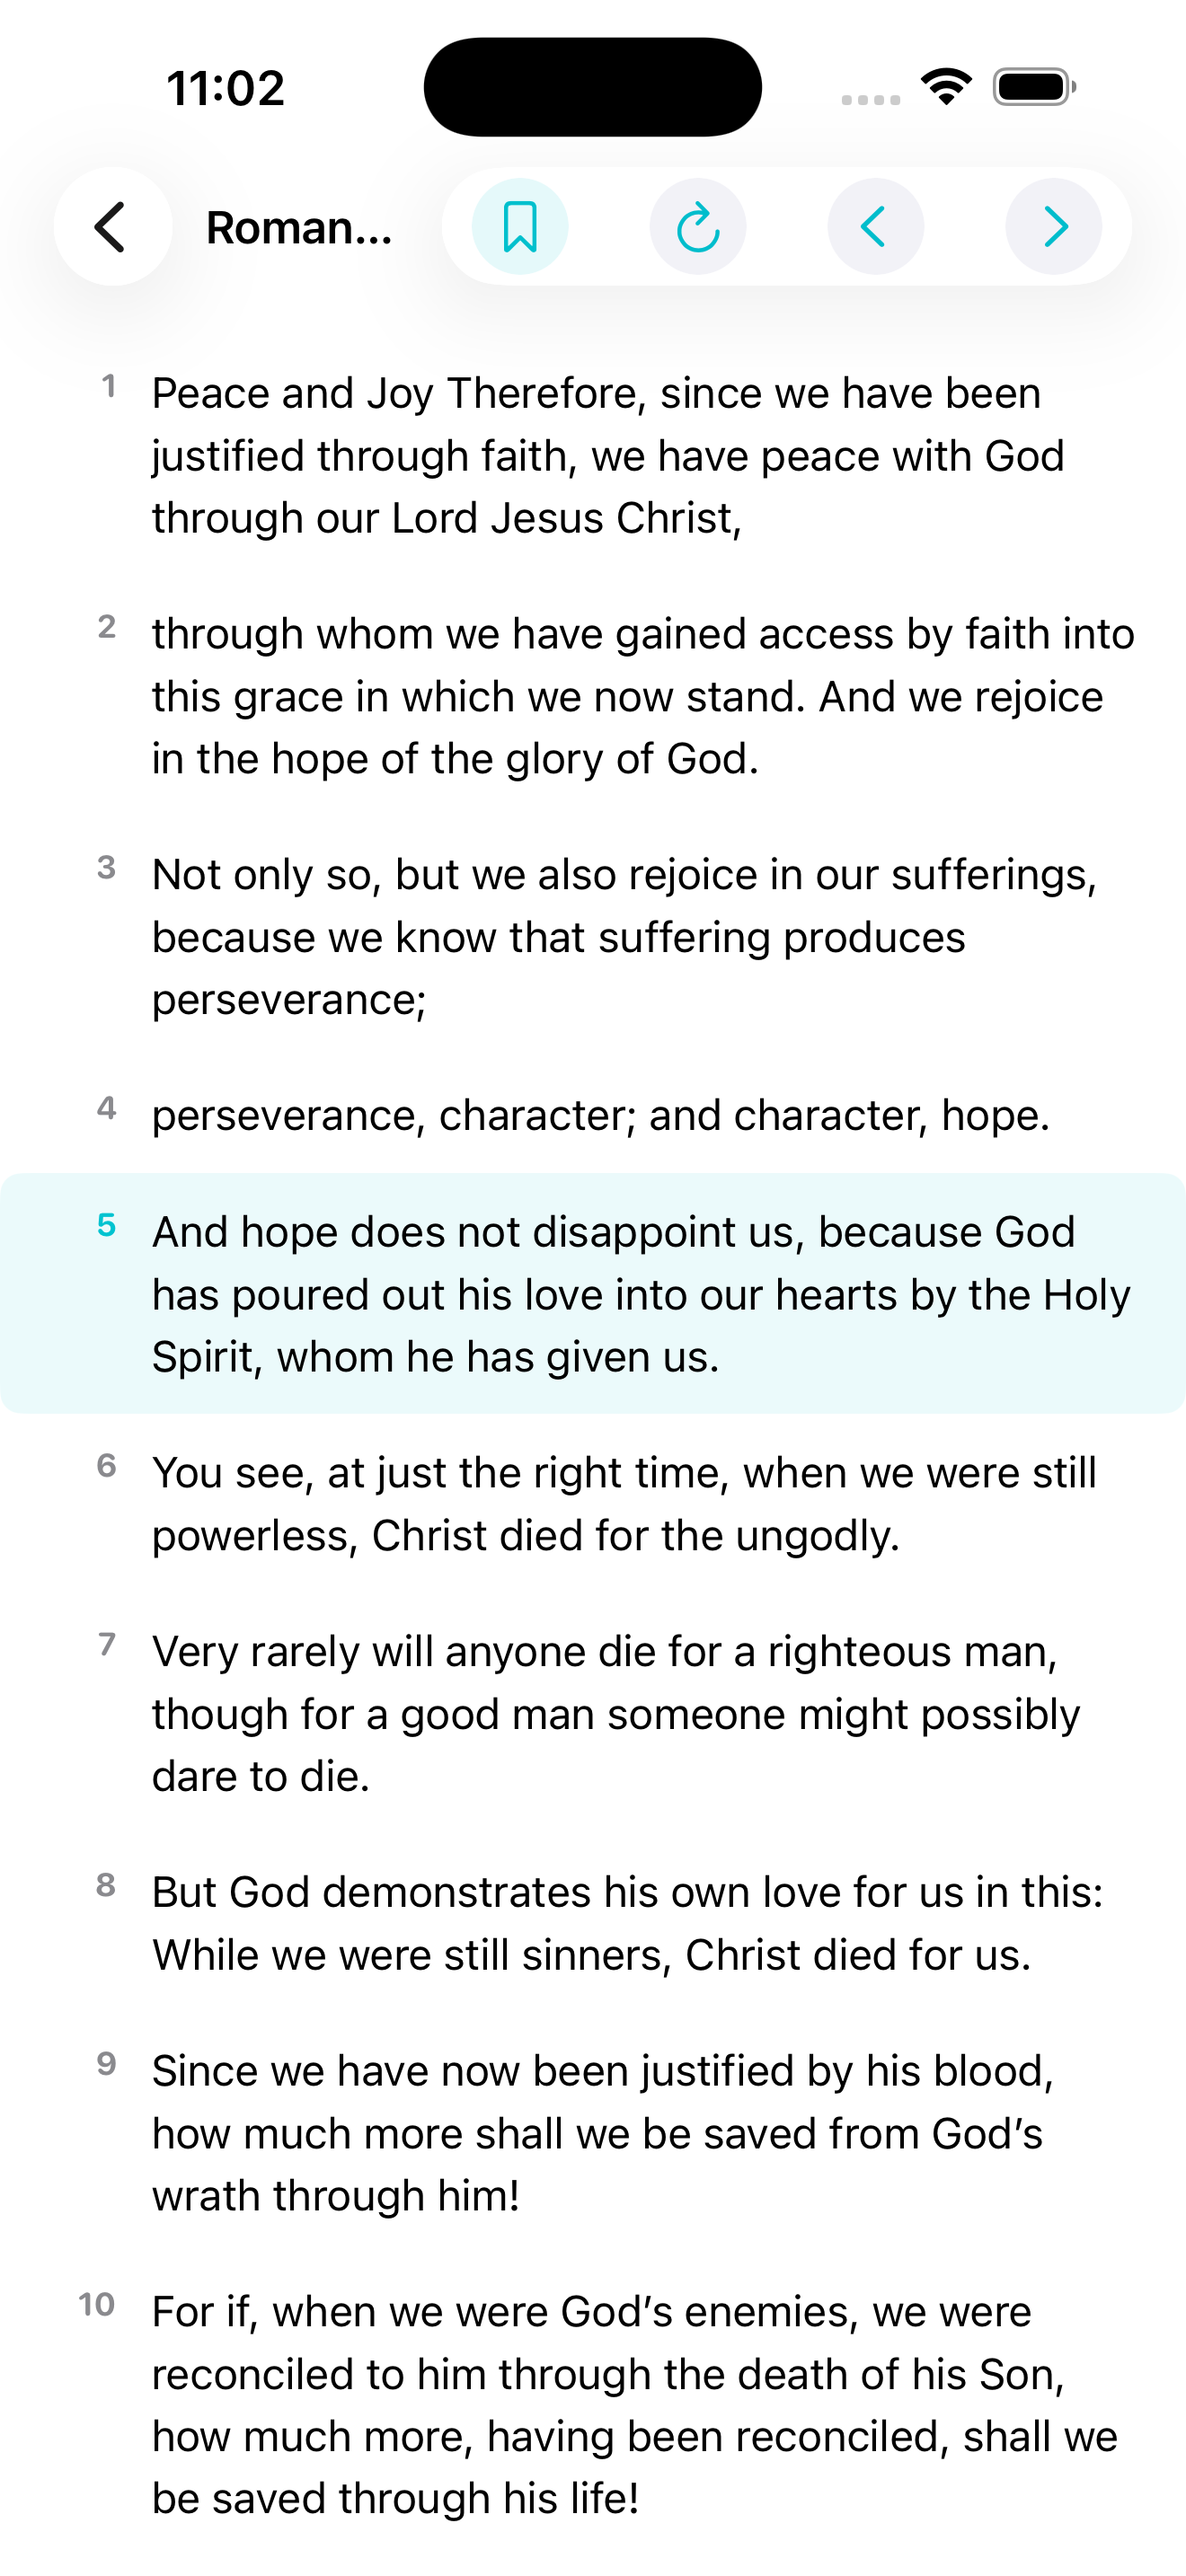 11:02
Roman...
1 Peace and Joy Therefore, since we have been
justified through faith, we have peace with God
through our Lord Jesus Christ,
2 through whom we have gained access by faith into
this grace in which we now stand. And we rejoice
in the hope of the glory of God.
3 Not only so, but we also rejoice in our sufferings,
because we know that suffering produces
perseverance;
4 perseverance, character; and character, hope.
5 And hope does not disappoint us, because God
has poured out his love into our hearts by the Holy
Spirit, whom he has given us.
6 You see, at just the right time, when we were still
powerless, Christ died for the ungodly.
7 Very rarely will anyone die for a righteous man,
though for a good man someone might possibly
dare to die.
8 But God demonstrates his own love for us in this:
While we were still sinners, Christ died for us.
9 Since we have now been justified by his blood,
how much more shall we be saved from God’s
wrath through him!
10 For if, when we were God’s enemies, we were
reconciled to him through the death of his Son,
how much more, having been reconciled, shall we
be saved through his life!